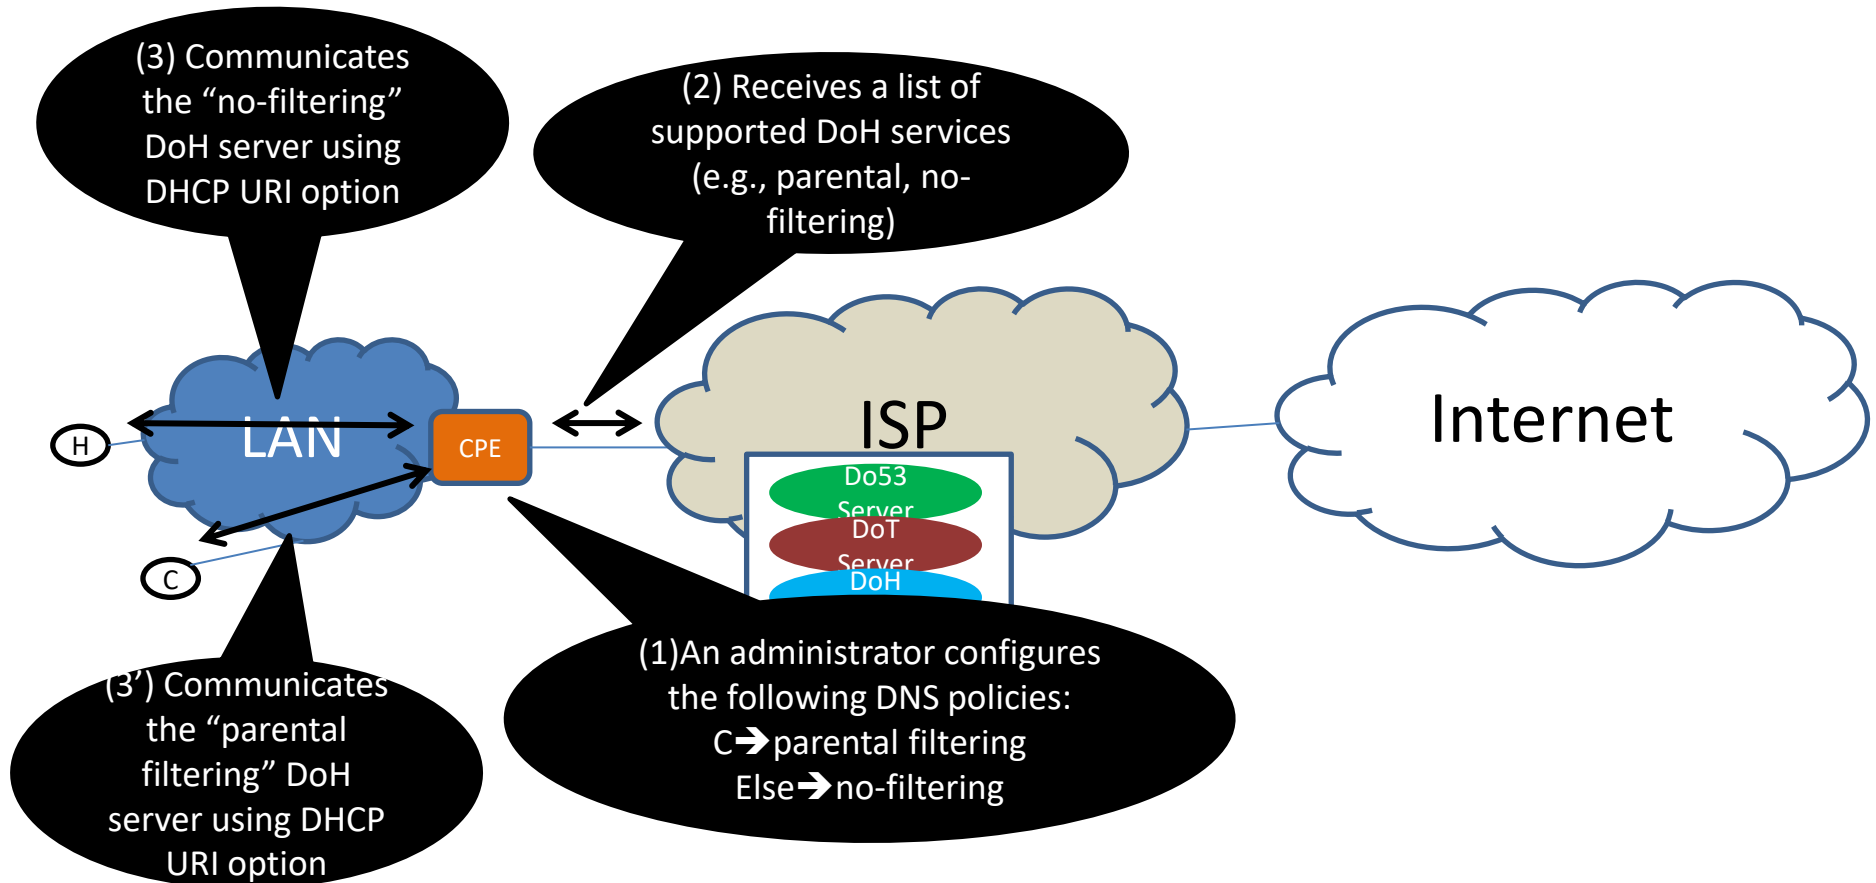 (3) Communicates
the “no-filtering”
DoH server using
DHCP URI option
(2) Receives a list of
supported DoH services
(e.g., parental, no-
filtering)
LAN
H
C
CPE
ISP
Internet
Do53
Server
DoT
Server
DoH
(1)An administrator configures
the following DNS policies:
C➔parental filtering
Else➔no-filtering
(3’) Communicates
the “parental
filtering” DoH
server using DHCP
URI option